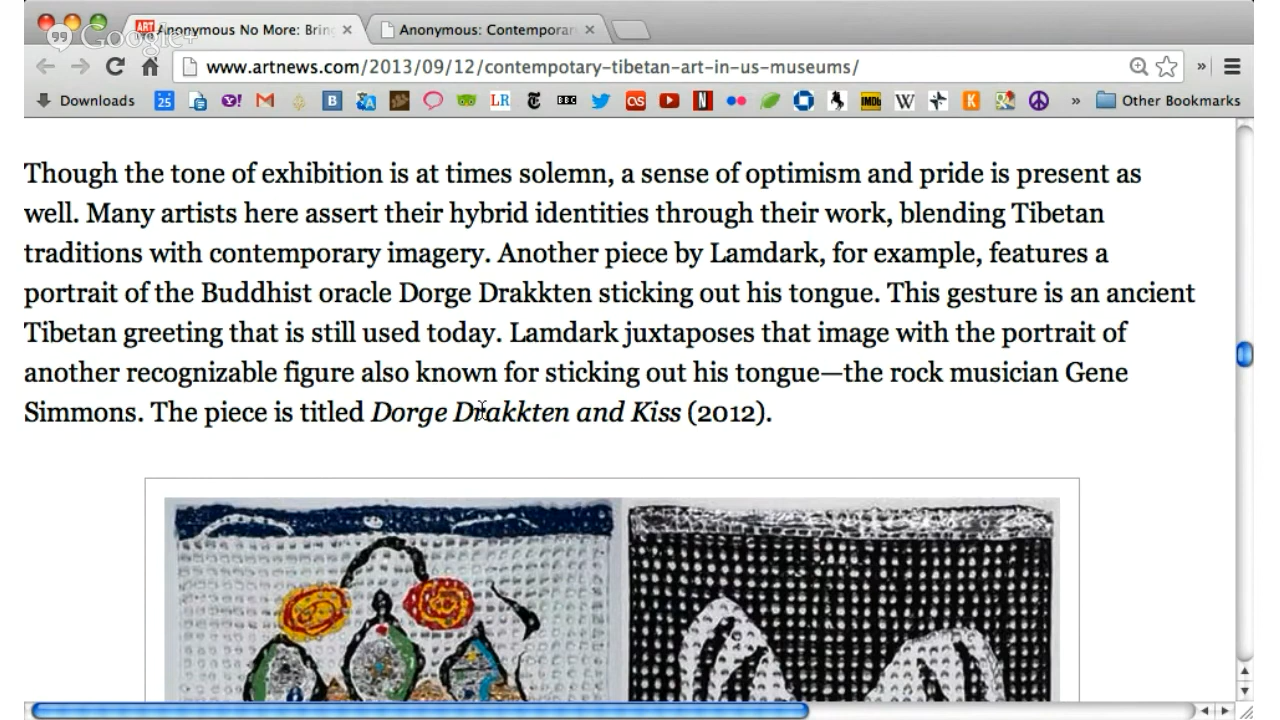 Anonymous No More: Brin
Anonymous: Contemporar
Google+
www.artnews.com/2013/09/12/contempotary-tibetan-art-in-us-museums/
Downloads
25
Y!
B
LR
BBC
N
IMDb
W
K
»
Other Bookmarks
Though the tone of exhibition is at times solemn, a sense of optimism and pride is present as
well. Many artists here assert their hybrid identities through their work, blending Tibetan
traditions with contemporary imagery. Another piece by Lamdark, for example, features a
portrait of the Buddhist oracle Dorge Drakkten sticking out his tongue. This gesture is an ancient
Tibetan greeting that is still used today. Lamdark juxtaposes that image with the portrait of
another recognizable figure also known for sticking out his tongue—the rock musician Gene
Simmons. The piece is titled Dorge Drakkten and Kiss (2012).